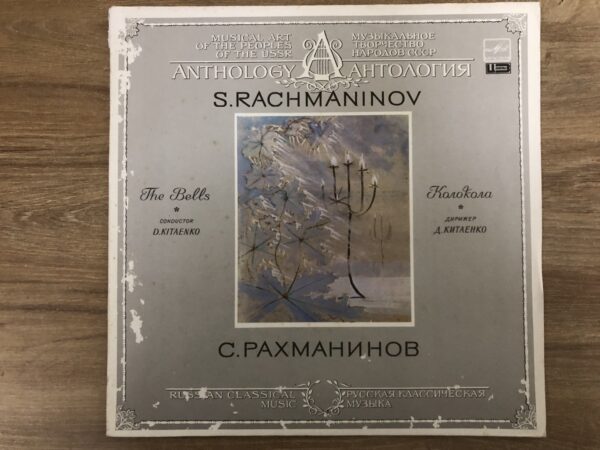 MUSICAL ART
OF THE PEOPLES
OF THE USSR
МУЗЫКАЛЬНОЕ
ТВОРЧЕСТВО
НАРОДОВ СССР
ANTHOLOGY
АНТОЛОГИЯ
S.RACHMANINOV
The Bells
*
CONDUCTOR
D.KITAENKO
Колокола
*
ДИРИЖЕР
Д.КИТАЕНКО
С.РАХМАНИНОВ
RUSSIAN CLASSICAL
MUSIC
РУССКАЯ КЛАССИЧЕСКАЯ
МУЗЫКА